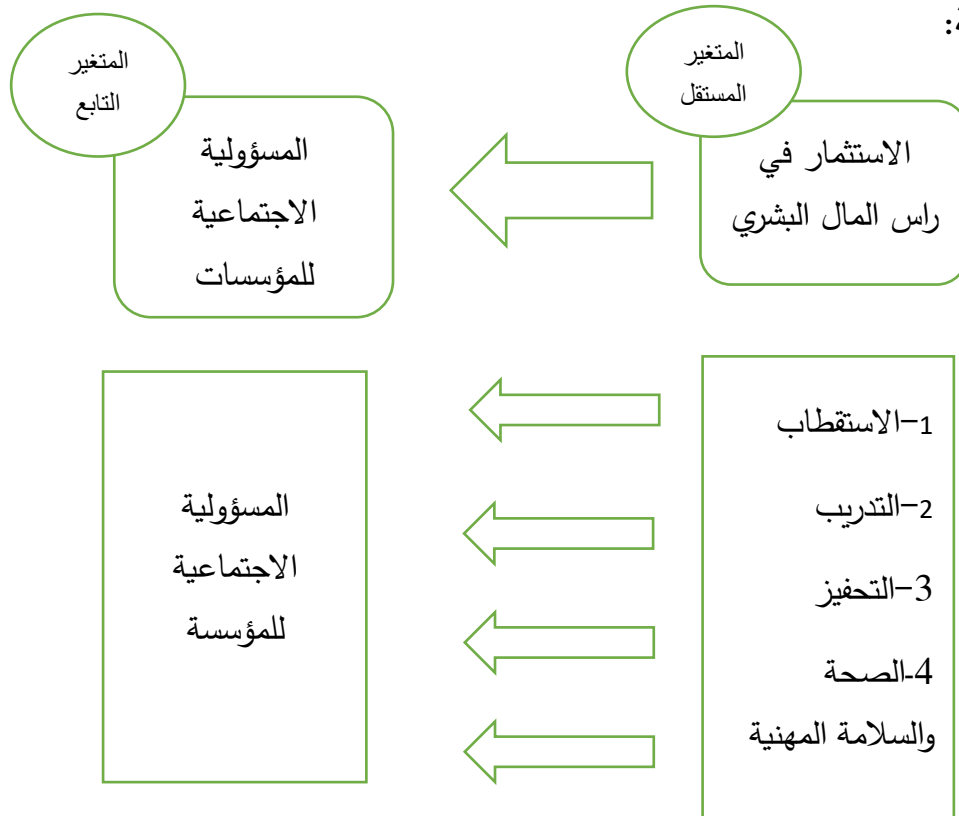 المتغير
المستقل
الاستثمار في
راس المال البشري
المتغير
التابع
المسؤولية
الاجتماعية
للمؤسسات
1-الاستقطاب
2-التدريب
3-التحفيز
4-الصحة
والسلامة المهنية
المسؤولية
الاجتماعية
للمؤسسة